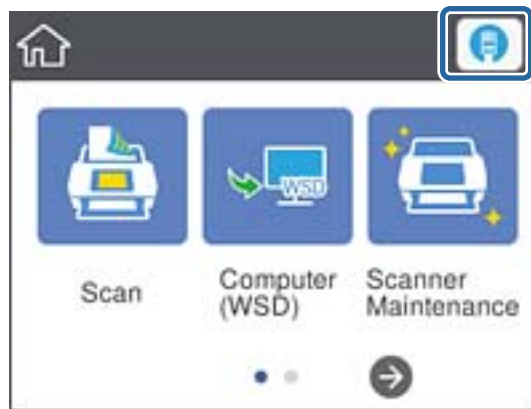 WSD
Scan
Computer
(WSD)
Scanner
Maintenance